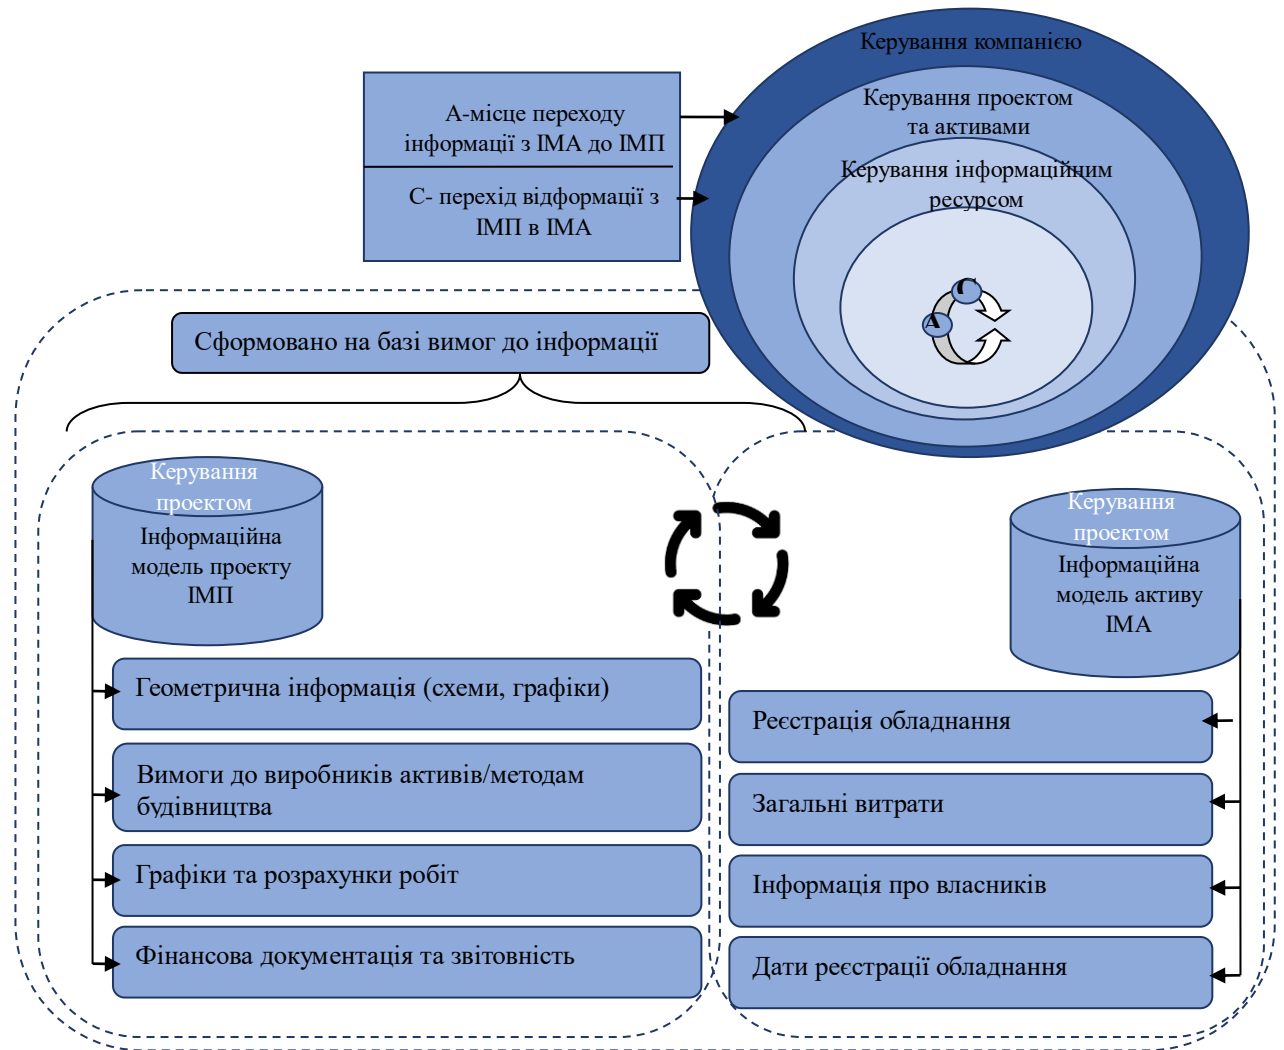 Керування компанією
Керування проектом
та активами
Керування інформаційним
ресурсом
С
А
А-місце переходу
інформації з ІМА до ІМП
С- перехід відформації з
ІМП в ІМА
Сформовано на базі вимог до інформації
Керування
проектом
Інформаційна
модель проекту
ІМП
Геометрична інформація (схеми, графіки)
Вимоги до виробників активів/методам
будівництва
Графіки та розрахунки робіт
Фінансова документація та звітовність
Керування
проектом
Інформаційна
модель активу
ІМА
Реєстрація обладнання
Загальні витрати
Інформація про власників
Дати реєстрації обладнання